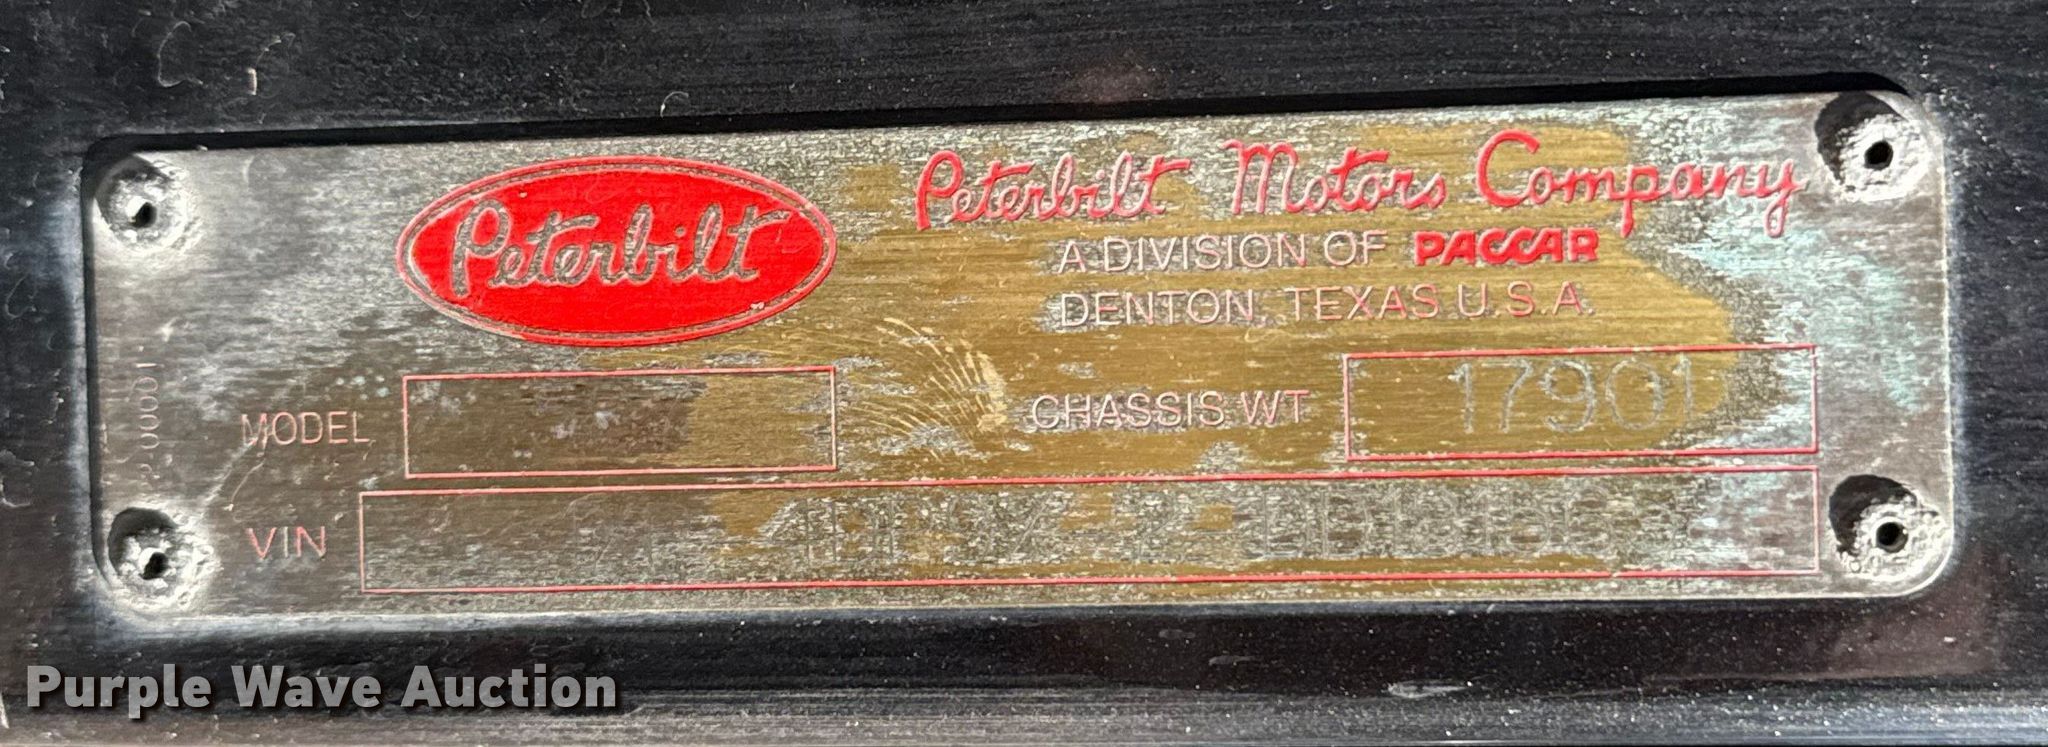 Peterbilt
Peterbilt Motors Company
A DIVISION OF PACCAR
DENTON, TEXAS U.S.A.
MODEL
CHASSIS WT 17901
VIN
Purple Wave Auction